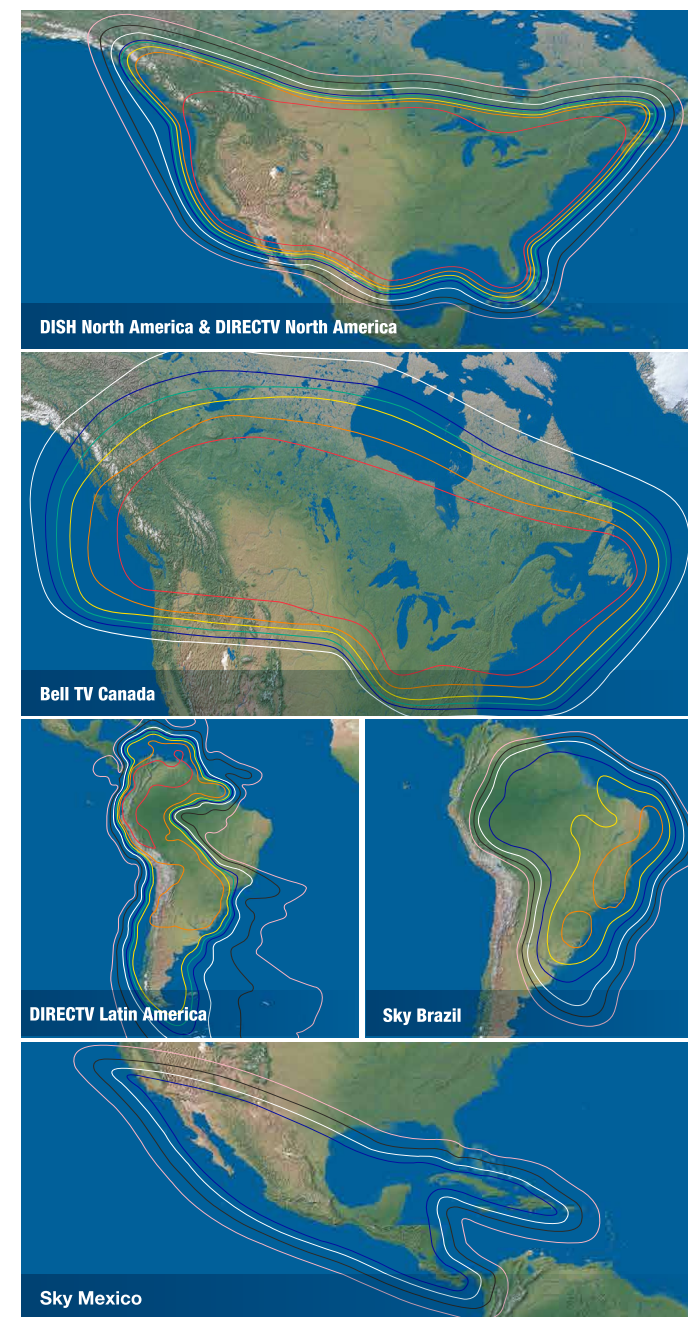 DISH North America & DIRECTV North America
Bell TV Canada
DIRECTV Latin America
Sky Brazil
Sky Mexico